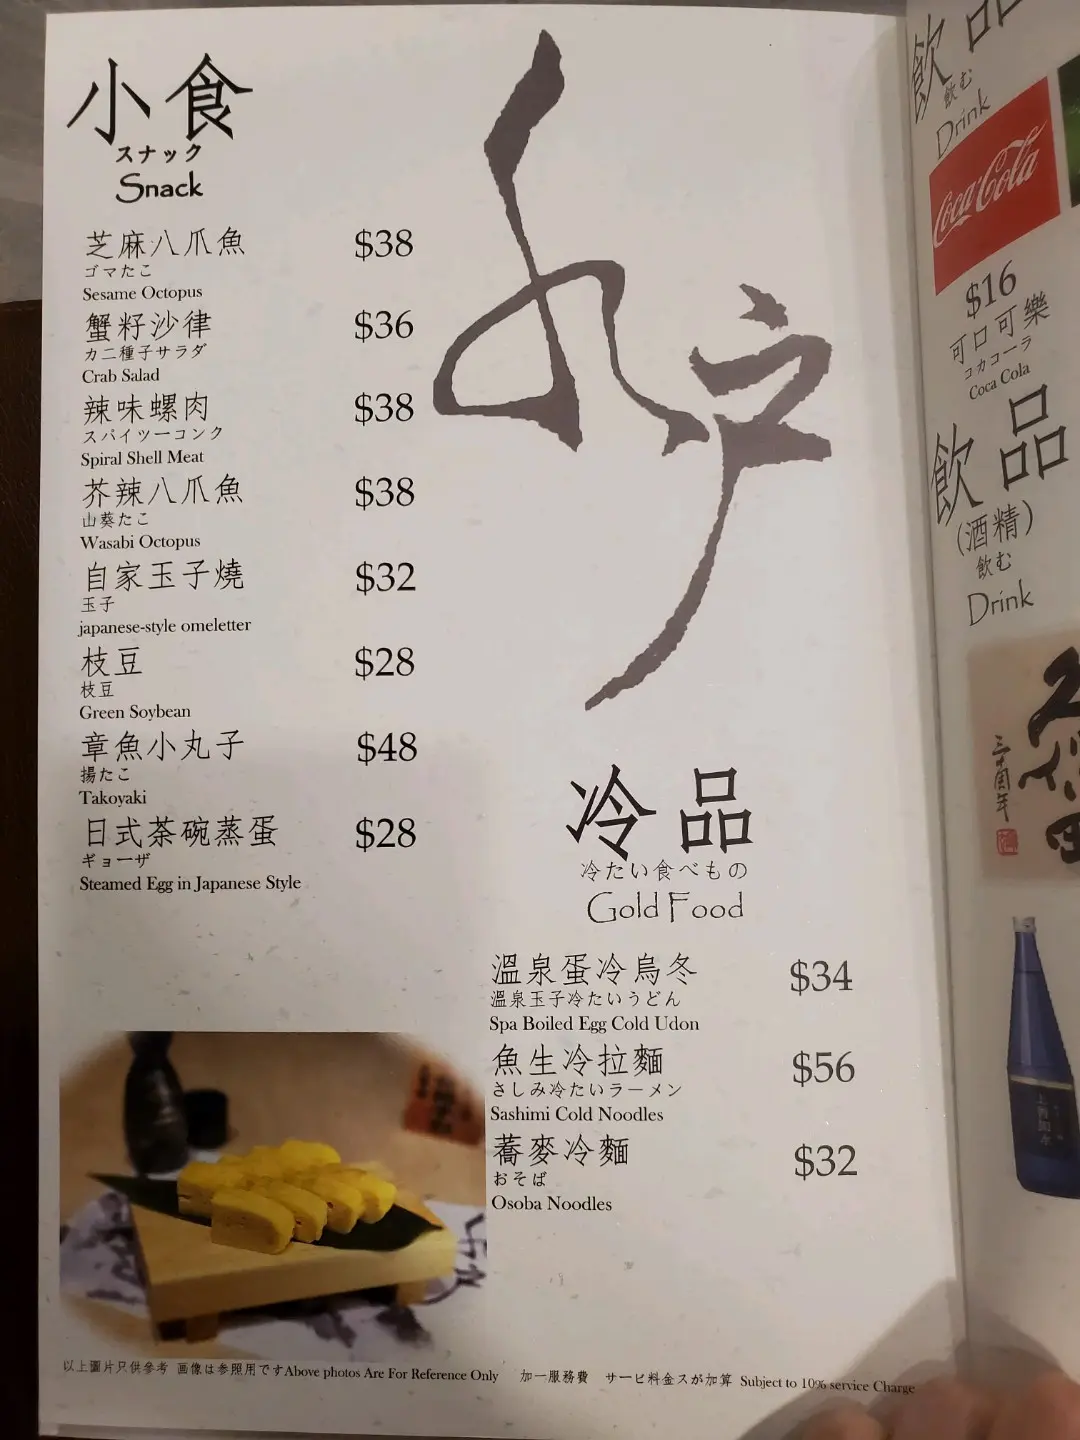 小食
スナック
Snack
芝麻八爪魚 $38
ゴマたこ
Sesame Octopus
蟹籽沙律 $36
カニ種子サラダ
Crab Salad
辣味螺肉 $38
スパイツーコンク
Spiral Shell Meat
芥辣八爪魚 $38
山葵たこ
Wasabi Octopus
自家玉子燒 $32
玉子
japanese-style omeletter
枝豆 $28
枝豆
Green Soybean
章魚小丸子 $48
揚たこ
Takoyaki
日式茶碗蒸蛋 $28
ギョーザ
Steamed Egg in Japanese Style
冷品
冷たい食べもの
Gold Food
溫泉蛋冷烏冬 $34
溫泉玉子冷たいうどん
Spa Boiled Egg Cold Udon
魚生冷拉麵 $56
さしみ冷たいラーメン
Sashimi Cold Noodles
蕎麥冷麵 $32
おそば
Osoba Noodles
以上圖片只供參考 画像は参照用ですAbove photos Are For Reference Only 加一服務費 サービ料金スが加算 Subject to 10% service Charge
飲品
飲む
Drink
Coca-Cola
$16
可口可樂
コカコーラ
Coca Cola
飲品
(酒精)
飲む
Drink